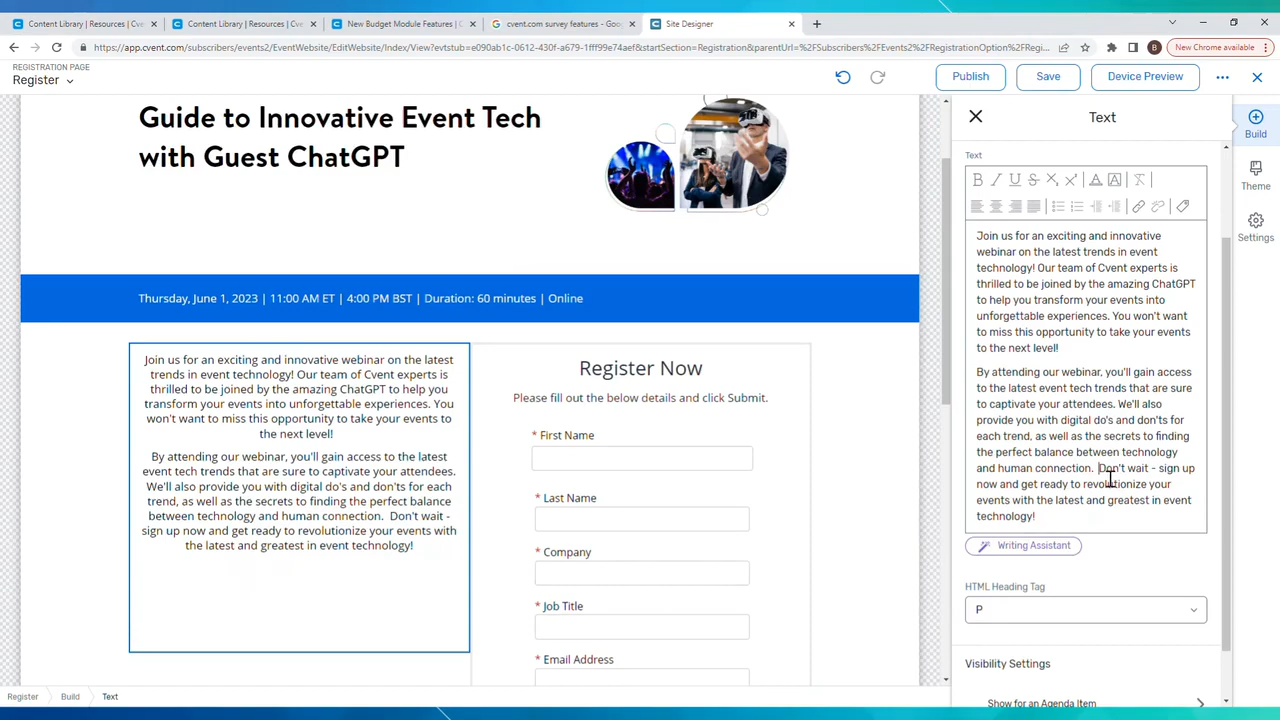 Content Library | Resources | Cve
Content Library | Resources | Cve
New Budget Module Features | C
cvent.com survey features - Goo
Site Designer
https://app.cvent.com/subscribers/events2/EventWebsite/EditWebsite/Index/View?evtstub=e090ab1c-0612-430f-a679-1fff99e74aef&startSection=Registration&parentUrl=%2FSubscribers%2FEvents2%2FRegistrationOption%2FRegi...
B
New Chrome available
REGISTRATION PAGE
Register
Publish
Save
Device Preview
Guide to Innovative Event Tech
with Guest ChatGPT
Thursday, June 1, 2023 | 11:00 AM ET | 4:00 PM BST | Duration: 60 minutes | Online
Join us for an exciting and innovative webinar on the latest
trends in event technology! Our team of Cvent experts is
thrilled to be joined by the amazing ChatGPT to help you
transform your events into unforgettable experiences. You
won't want to miss this opportunity to take your events to
the next level!
By attending our webinar, you'll gain access to the latest
event tech trends that are sure to captivate your attendees.
We'll also provide you with digital do's and don'ts for each
trend, as well as the secrets to finding the perfect balance
between technology and human connection.  Don't wait -
sign up now and get ready to revolutionize your events with
the latest and greatest in event technology!
Register Now
Please fill out the below details and click Submit.
* First Name
* Last Name
* Company
* Job Title
* Email Address
Text
Text
Join us for an exciting and innovative
webinar on the latest trends in event
technology! Our team of Cvent experts is
thrilled to be joined by the amazing ChatGPT
to help you transform your events into
unforgettable experiences. You won't want
to miss this opportunity to take your events
to the next level!
By attending our webinar, you'll gain access
to the latest event tech trends that are sure
to captivate your attendees. We'll also
provide you with digital do's and don'ts for
each trend, as well as the secrets to finding
the perfect balance between technology
and human connection.  Don't wait - sign up
now and get ready to revolutionize your
events with the latest and greatest in event
technology!
Writing Assistant
HTML Heading Tag
P
Visibility Settings
Show for an Agenda Item
Build
Theme
Settings
Register
Build
Text